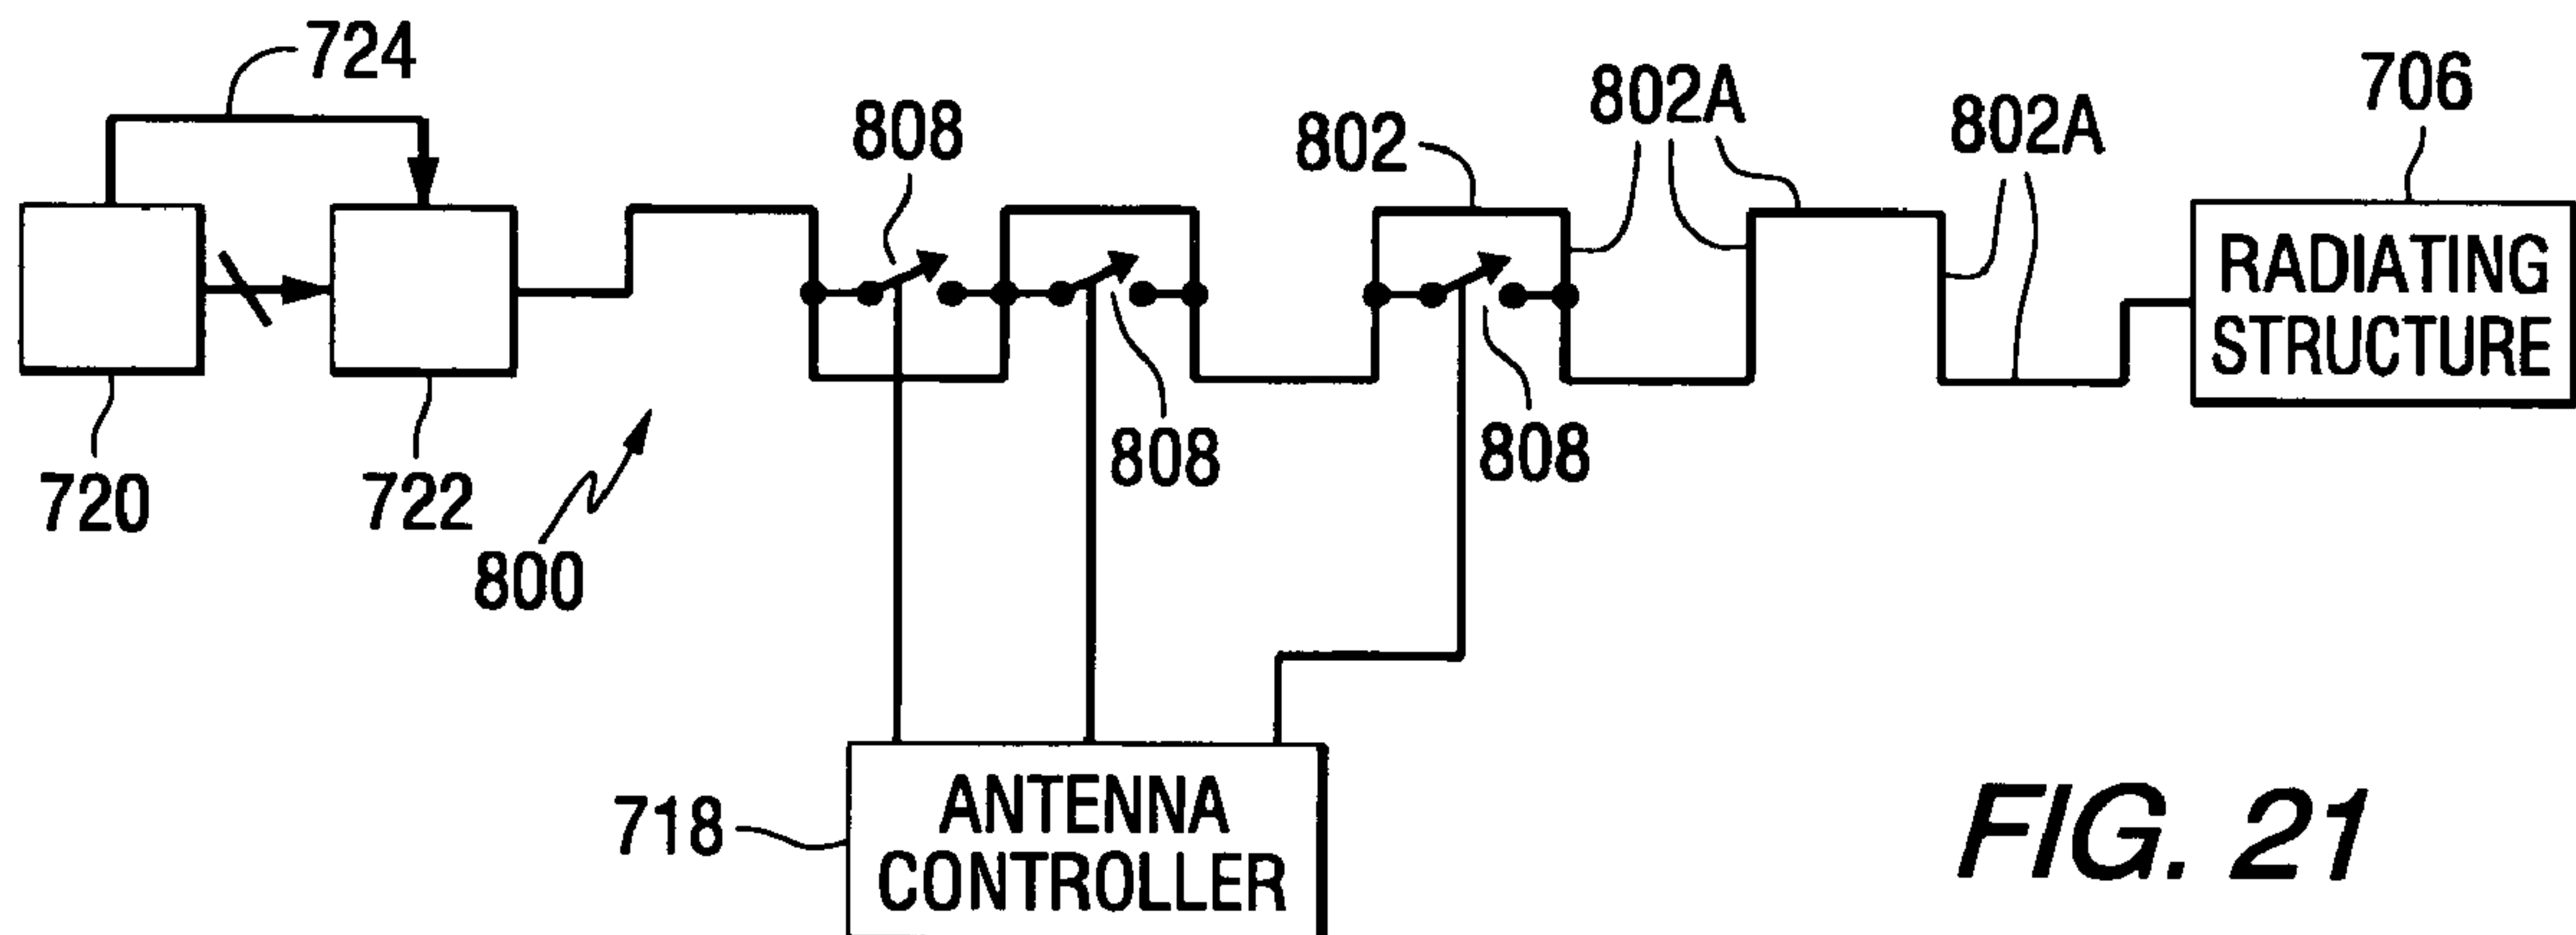 724
808
802
802A
802A
706
RADIATING
STRUCTURE
720
722
800
808
808
718
ANTENNA
CONTROLLER
FIG. 21